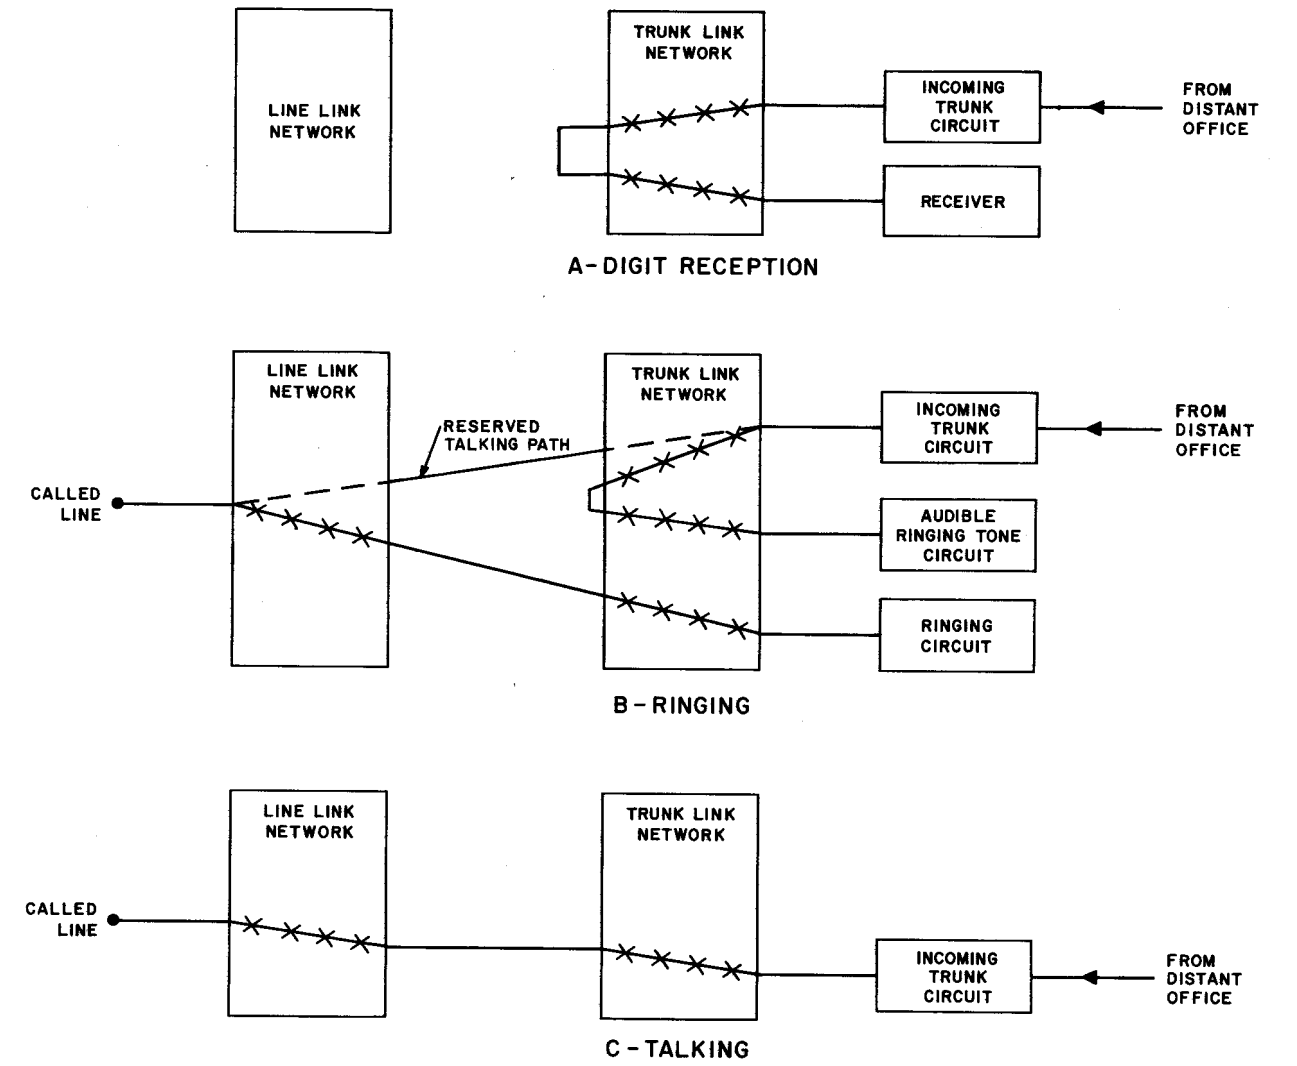 LINE LINK
NETWORK
TRUNK LINK
NETWORK
INCOMING
TRUNK
CIRCUIT
FROM
DISTANT
OFFICE
RECEIVER
A-DIGIT RECEPTION
LINE LINK
NETWORK
RESERVED
TALKING PATH
TRUNK LINK
NETWORK
INCOMING
TRUNK
CIRCUIT
FROM
DISTANT
OFFICE
CALLED
LINE
AUDIBLE
RINGING TONE
CIRCUIT
RINGING
CIRCUIT
B-RINGING
LINE LINK
NETWORK
TRUNK LINK
NETWORK
CALLED
LINE
INCOMING
TRUNK
CIRCUIT
FROM
DISTANT
OFFICE
C-TALKING